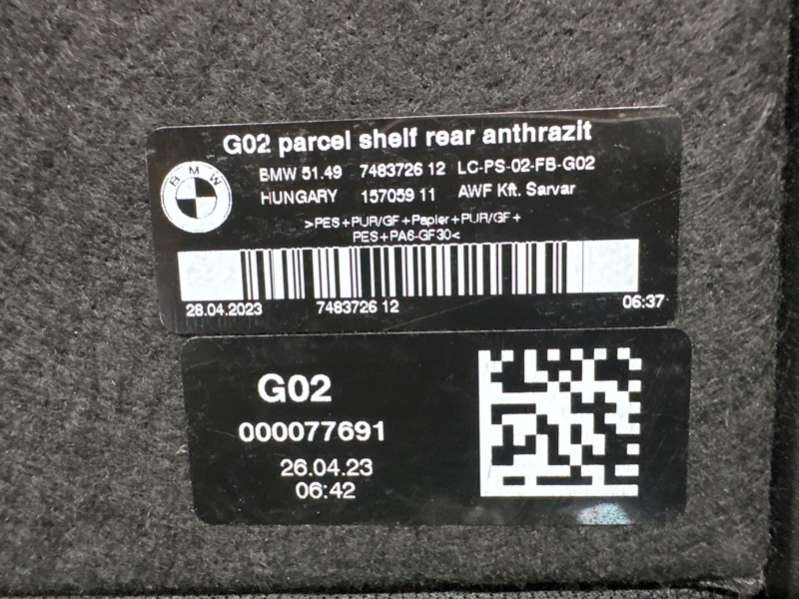 G02 parcel shelf rear anthrazit
BMW
BMW 51.49 7483726 12 LC-PS-02-FB-G02
HUNGARY 15705911 AWF Kft. Sarvar
>PES+PUR/GF+Papier+PUR/GF+
PES+PA6-GF30<
28.04.2023 7483726 12 06:37
G02
000077691
26.04.23
06:42